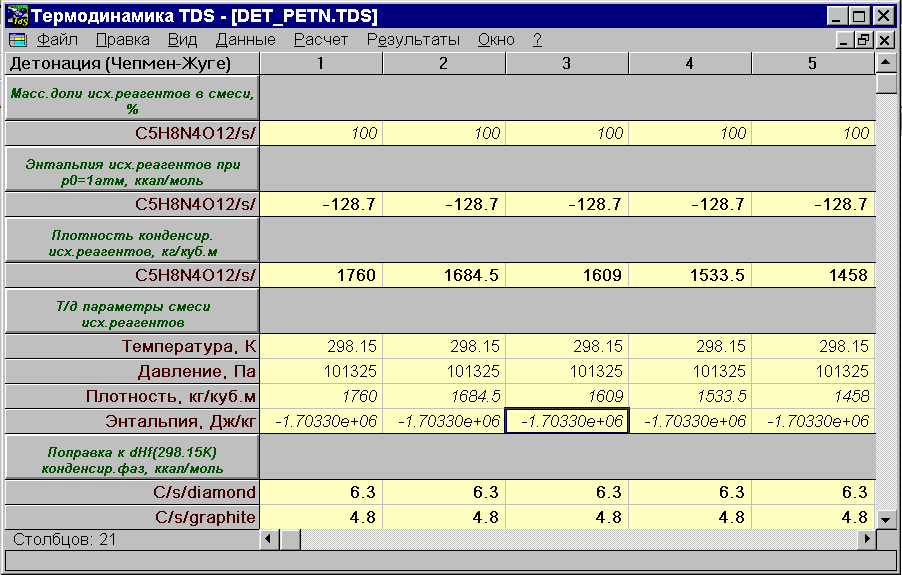 Термодинамика TDS - [DET_PETN.TDS]
Файл Правка Вид Данные Расчет Результаты Окно ?
Детонация (Чепмен-Жуге) 1 2 3 4 5
Масс.доли исх.реагентов в смеси,
%
C5H8N4O12/s/ 100 100 100 100 100
Энтальпия исх.реагентов при
p0=1атм, ккал/моль
C5H8N4O12/s/ -128.7 -128.7 -128.7 -128.7 -128.7
Плотность конденсир.
исх.реагентов, кг/куб.м
C5H8N4O12/s/ 1760 1684.5 1609 1533.5 1458
Т/д параметры смеси
исх.реагентов
Температура, К 298.15 298.15 298.15 298.15 298.15
Давление, Па 101325 101325 101325 101325 101325
Плотность, кг/куб.м 1760 1684.5 1609 1533.5 1458
Энтальпия, Дж/кг -1.70330e+06 -1.70330e+06 -1.70330e+06 -1.70330e+06 -1.70330e+06
Поправка к dHf(298.15K)
конденсир.фаз, ккал/моль
C/s/diamond 6.3 6.3 6.3 6.3 6.3
C/s/graphite 4.8 4.8 4.8 4.8 4.8
Столбцов: 21